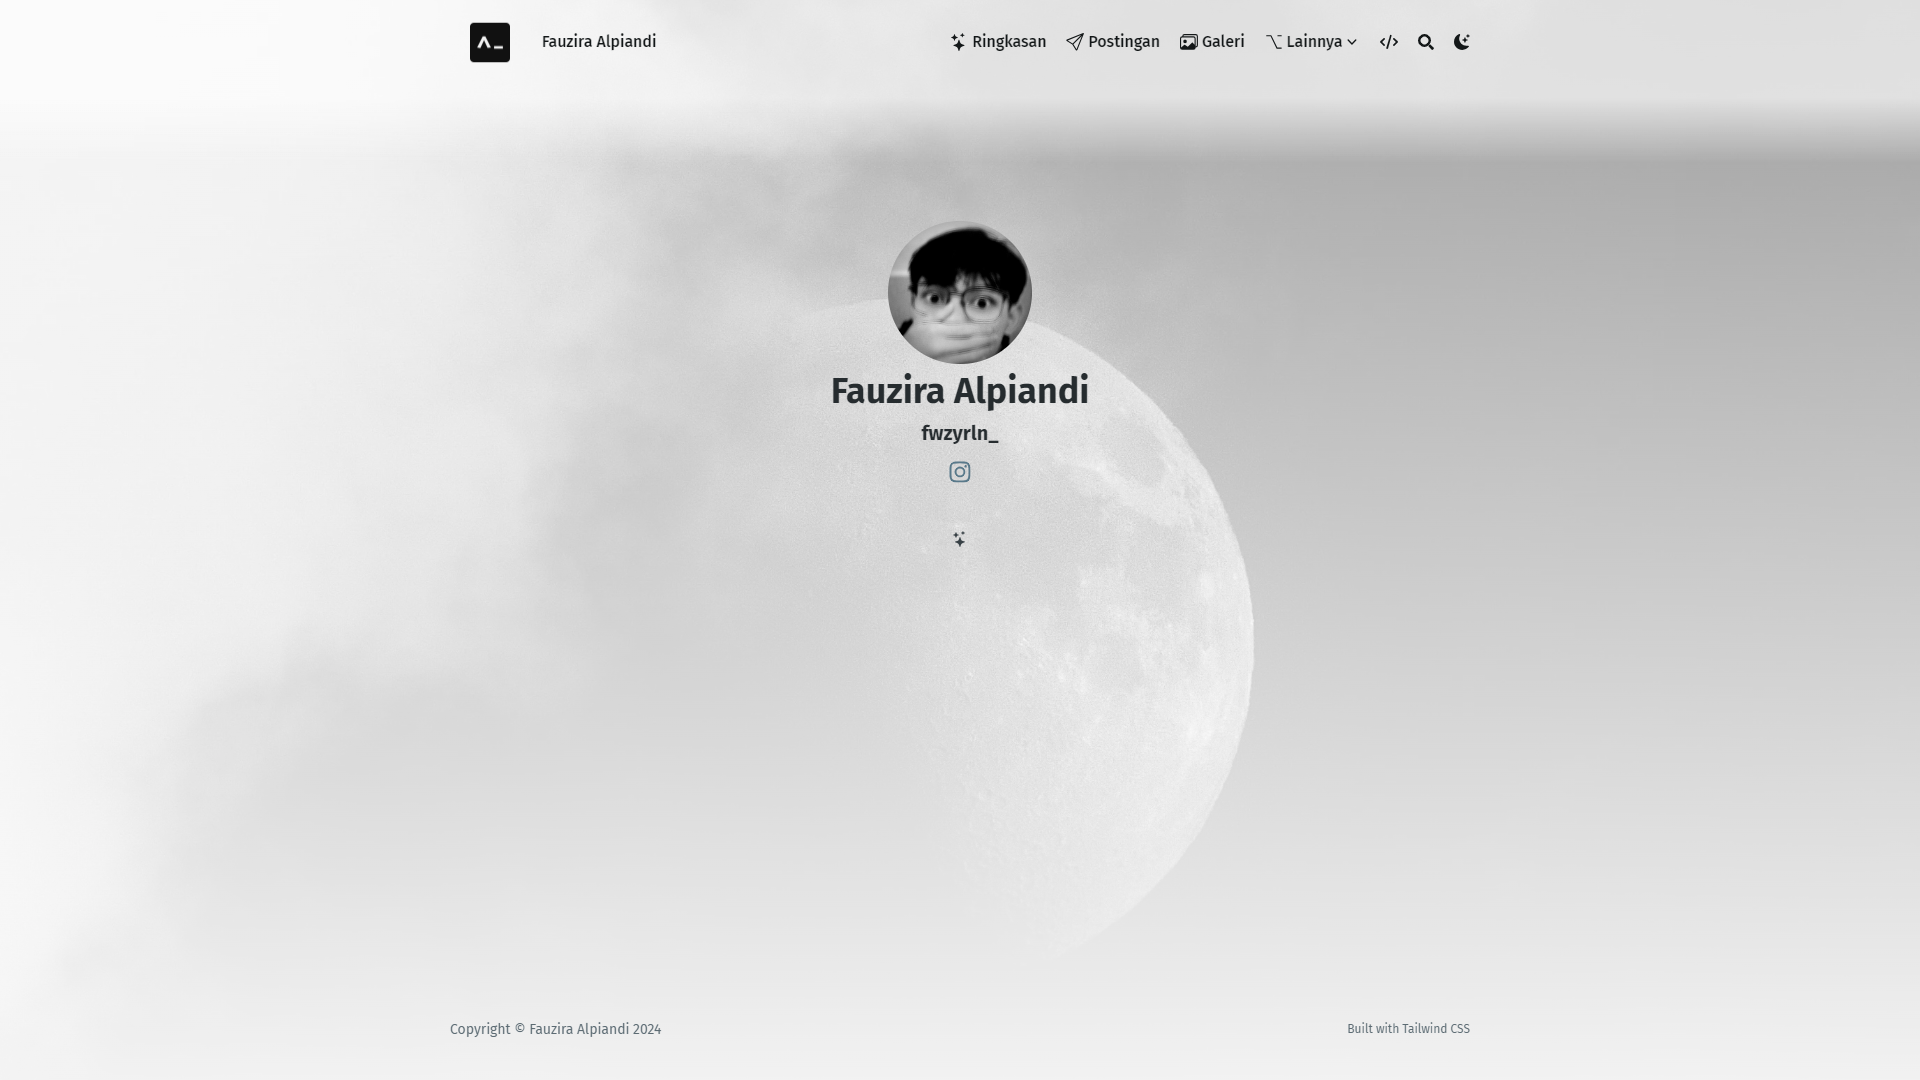 Fauzira Alpiandi
Ringkasan Postingan Galeri Lainnya
Fauzira Alpiandi
fwzyrln_
Copyright © Fauzira Alpiandi 2024
Built with Tailwind CSS